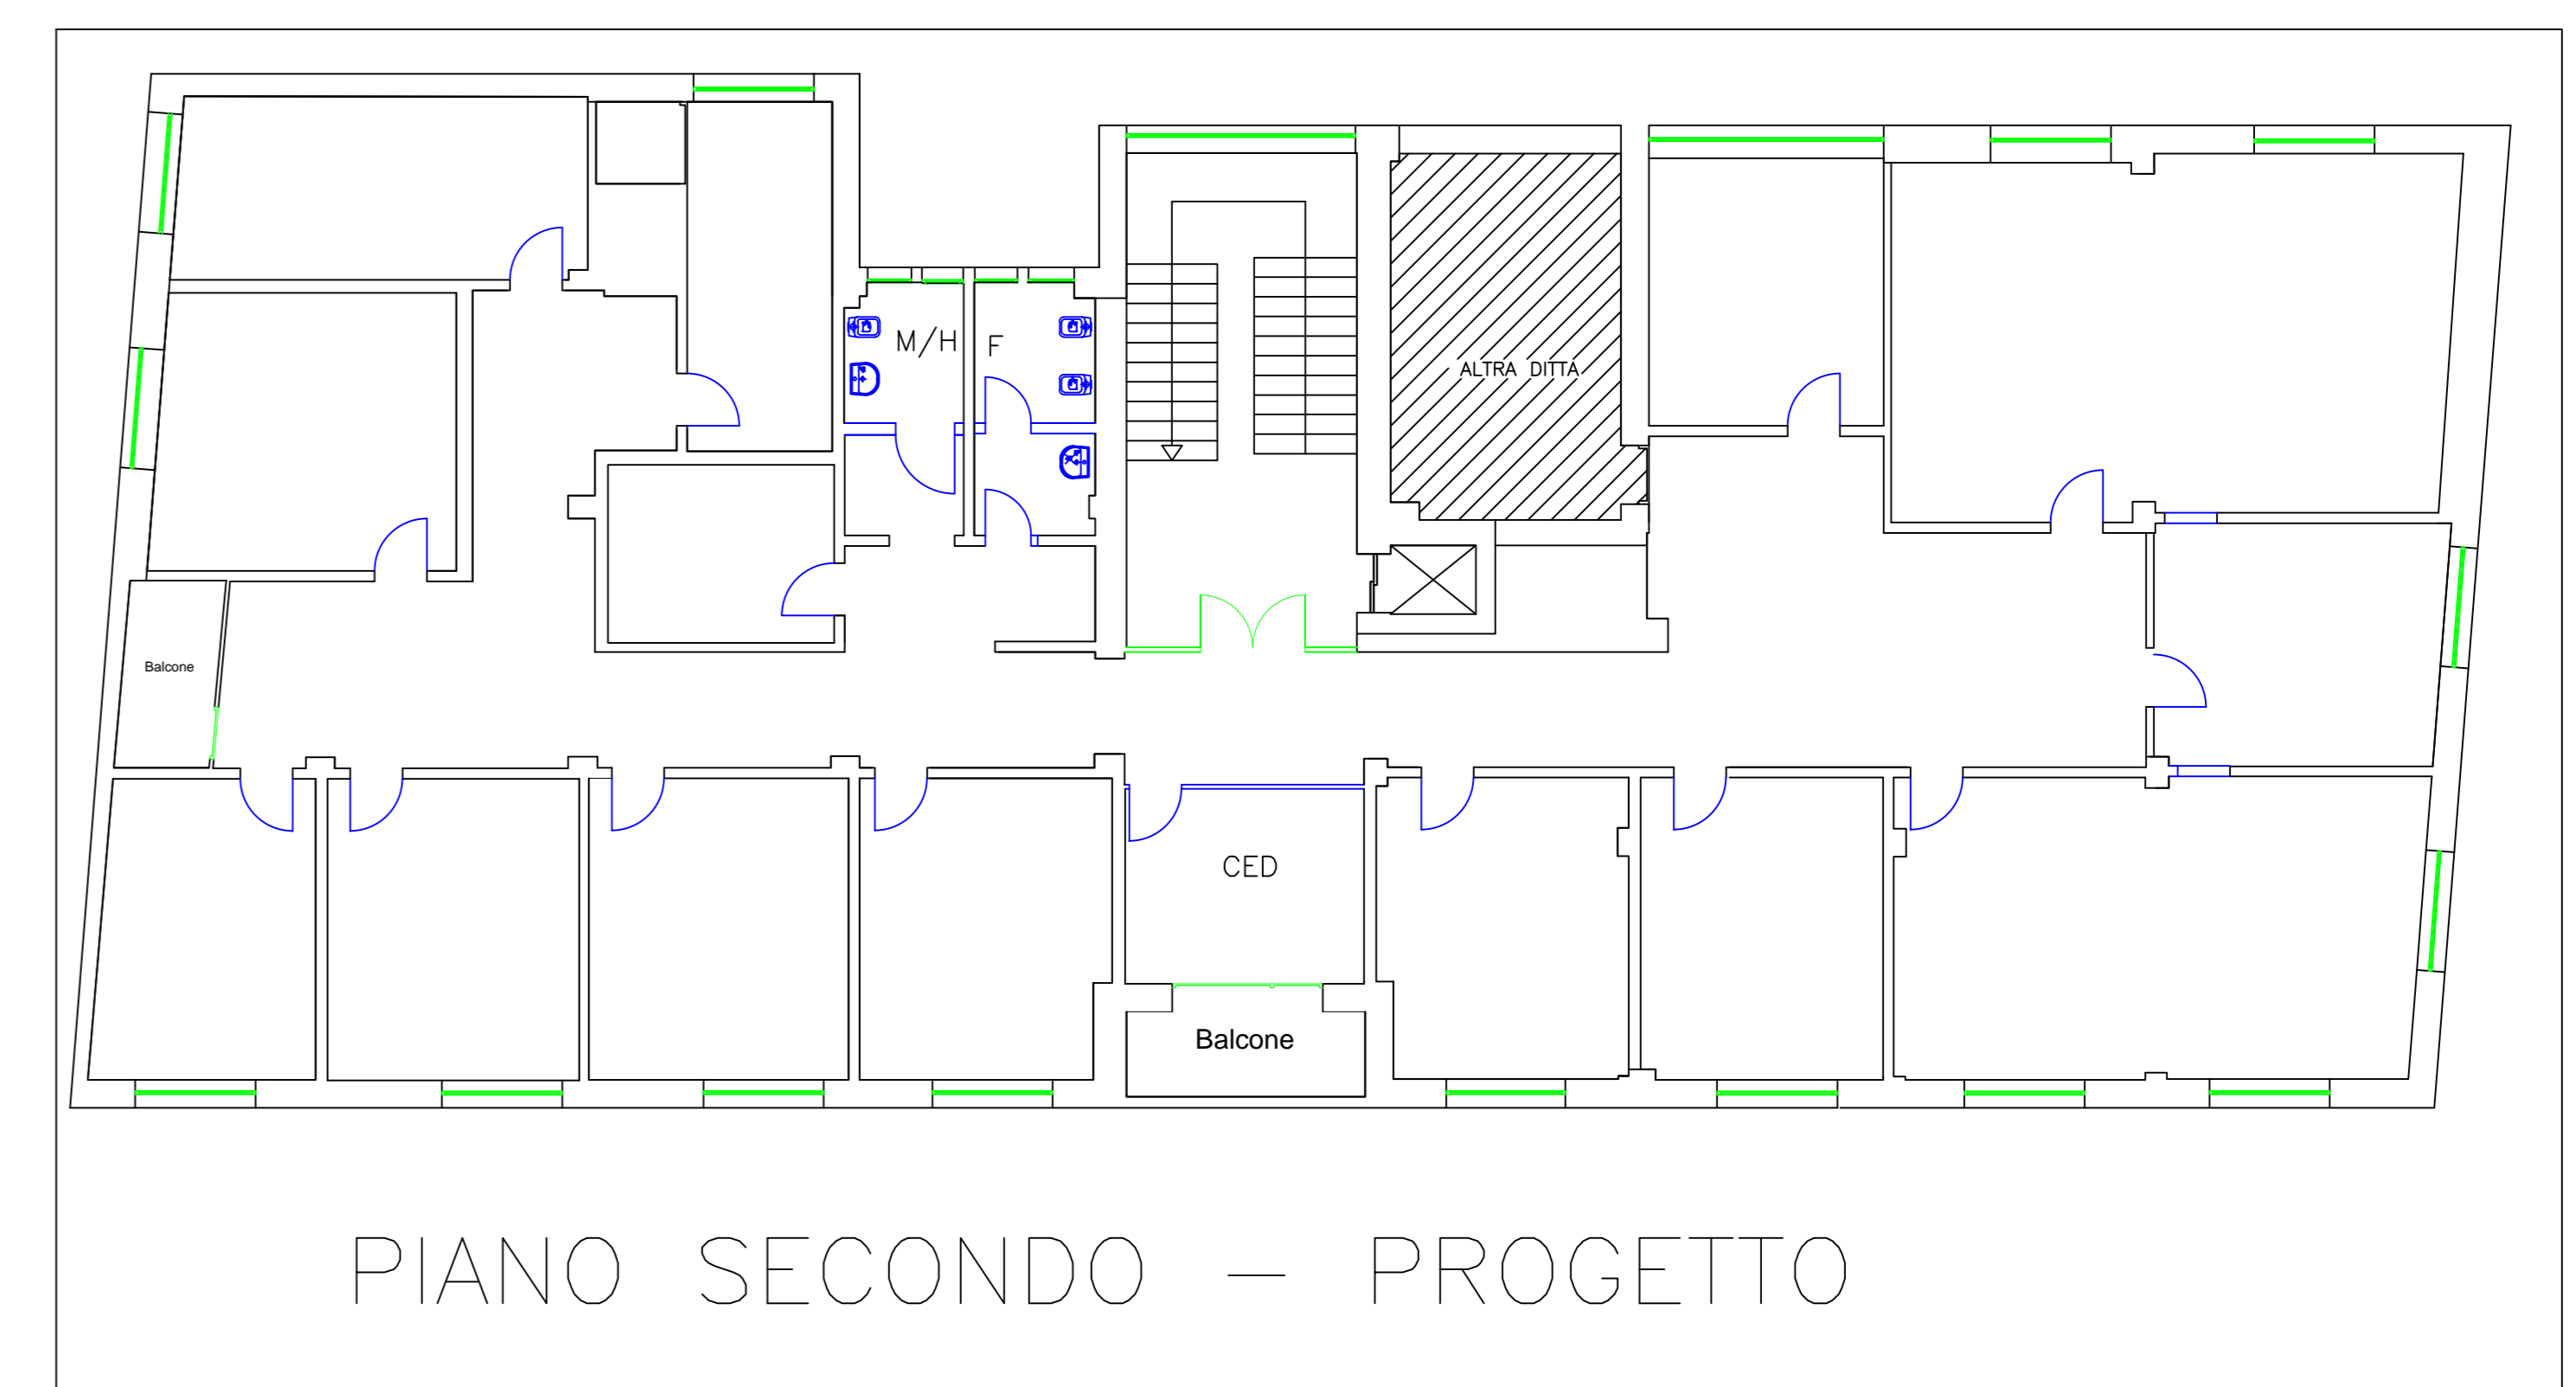 M/H
F
ALTRA DITTA
Balcone
CED
Balcone
PIANO SECONDO – PROGETTO